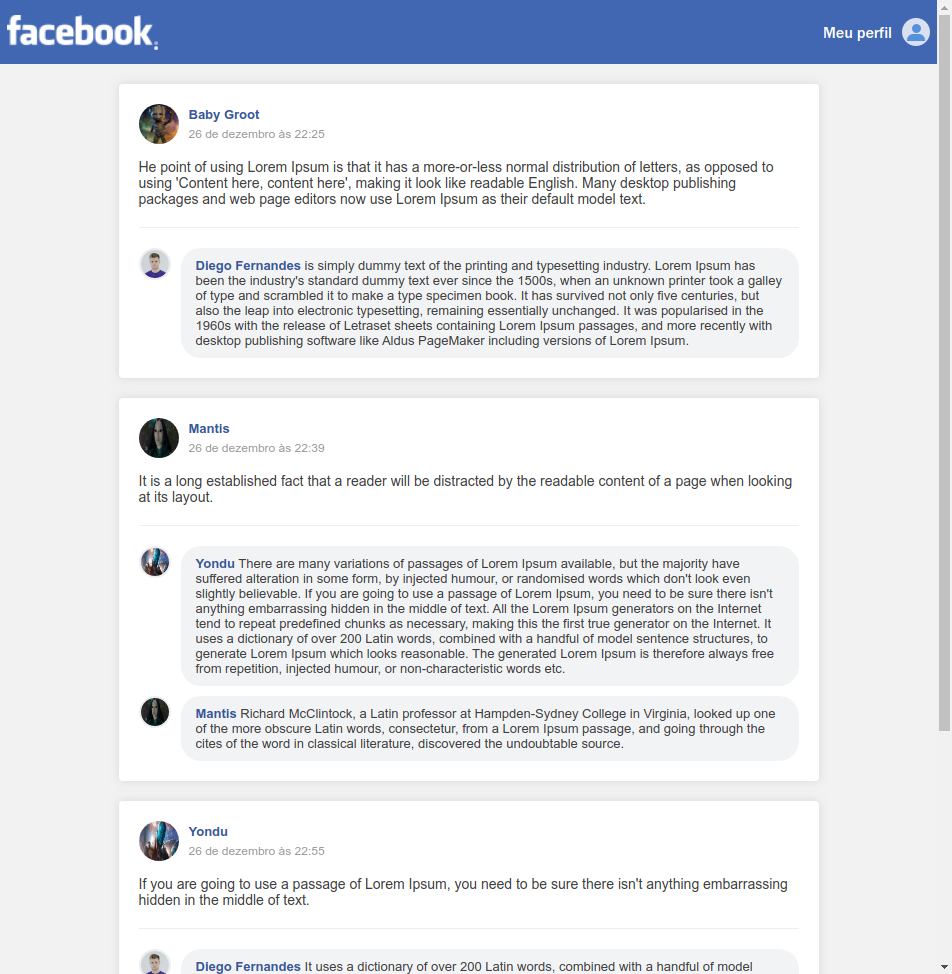 facebook.
Meu perfil
Baby Groot
26 de dezembro às 22:25
He point of using Lorem Ipsum is that it has a more-or-less normal distribution of letters, as opposed to
using 'Content here, content here', making it look like readable English. Many desktop publishing
packages and web page editors now use Lorem Ipsum as their default model text.
Diego Fernandes is simply dummy text of the printing and typesetting industry. Lorem Ipsum has
been the industry's standard dummy text ever since the 1500s, when an unknown printer took a galley
of type and scrambled it to make a type specimen book. It has survived not only five centuries, but
also the leap into electronic typesetting, remaining essentially unchanged. It was popularised in the
1960s with the release of Letraset sheets containing Lorem Ipsum passages, and more recently with
desktop publishing software like Aldus PageMaker including versions of Lorem Ipsum.
Mantis
26 de dezembro às 22:39
It is a long established fact that a reader will be distracted by the readable content of a page when looking
at its layout.
Yondu There are many variations of passages of Lorem Ipsum available, but the majority have
suffered alteration in some form, by injected humour, or randomised words which don't look even
slightly believable. If you are going to use a passage of Lorem Ipsum, you need to be sure there isn't
anything embarrassing hidden in the middle of text. All the Lorem Ipsum generators on the Internet
tend to repeat predefined chunks as necessary, making this the first true generator on the Internet. It
uses a dictionary of over 200 Latin words, combined with a handful of model sentence structures, to
generate Lorem Ipsum which looks reasonable. The generated Lorem Ipsum is therefore always free
from repetition, injected humour, or non-characteristic words etc.
Mantis Richard McClintock, a Latin professor at Hampden-Sydney College in Virginia, looked up one
of the more obscure Latin words, consectetur, from a Lorem Ipsum passage, and going through the
cites of the word in classical literature, discovered the undoubtable source.
Yondu
26 de dezembro às 22:55
If you are going to use a passage of Lorem Ipsum, you need to be sure there isn't anything embarrassing
hidden in the middle of text.
Diego Fernandes It uses a dictionary of over 200 Latin words, combined with a handful of model